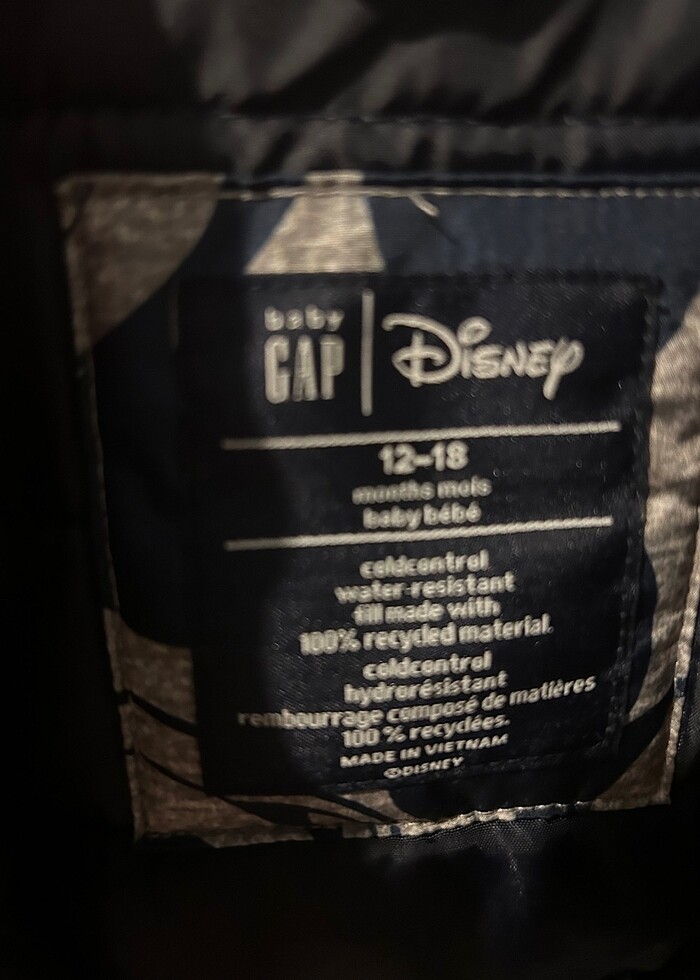 baby
GAP | Disney
12-18
months mois
baby bébé
coldcontrol
water-resistant
fill made with
100% recycled material.
coldcontrol
hydrorésistant
rembourrage composé de matières
100 % recyclées.
MADE IN VIETNAM
©DISNEY